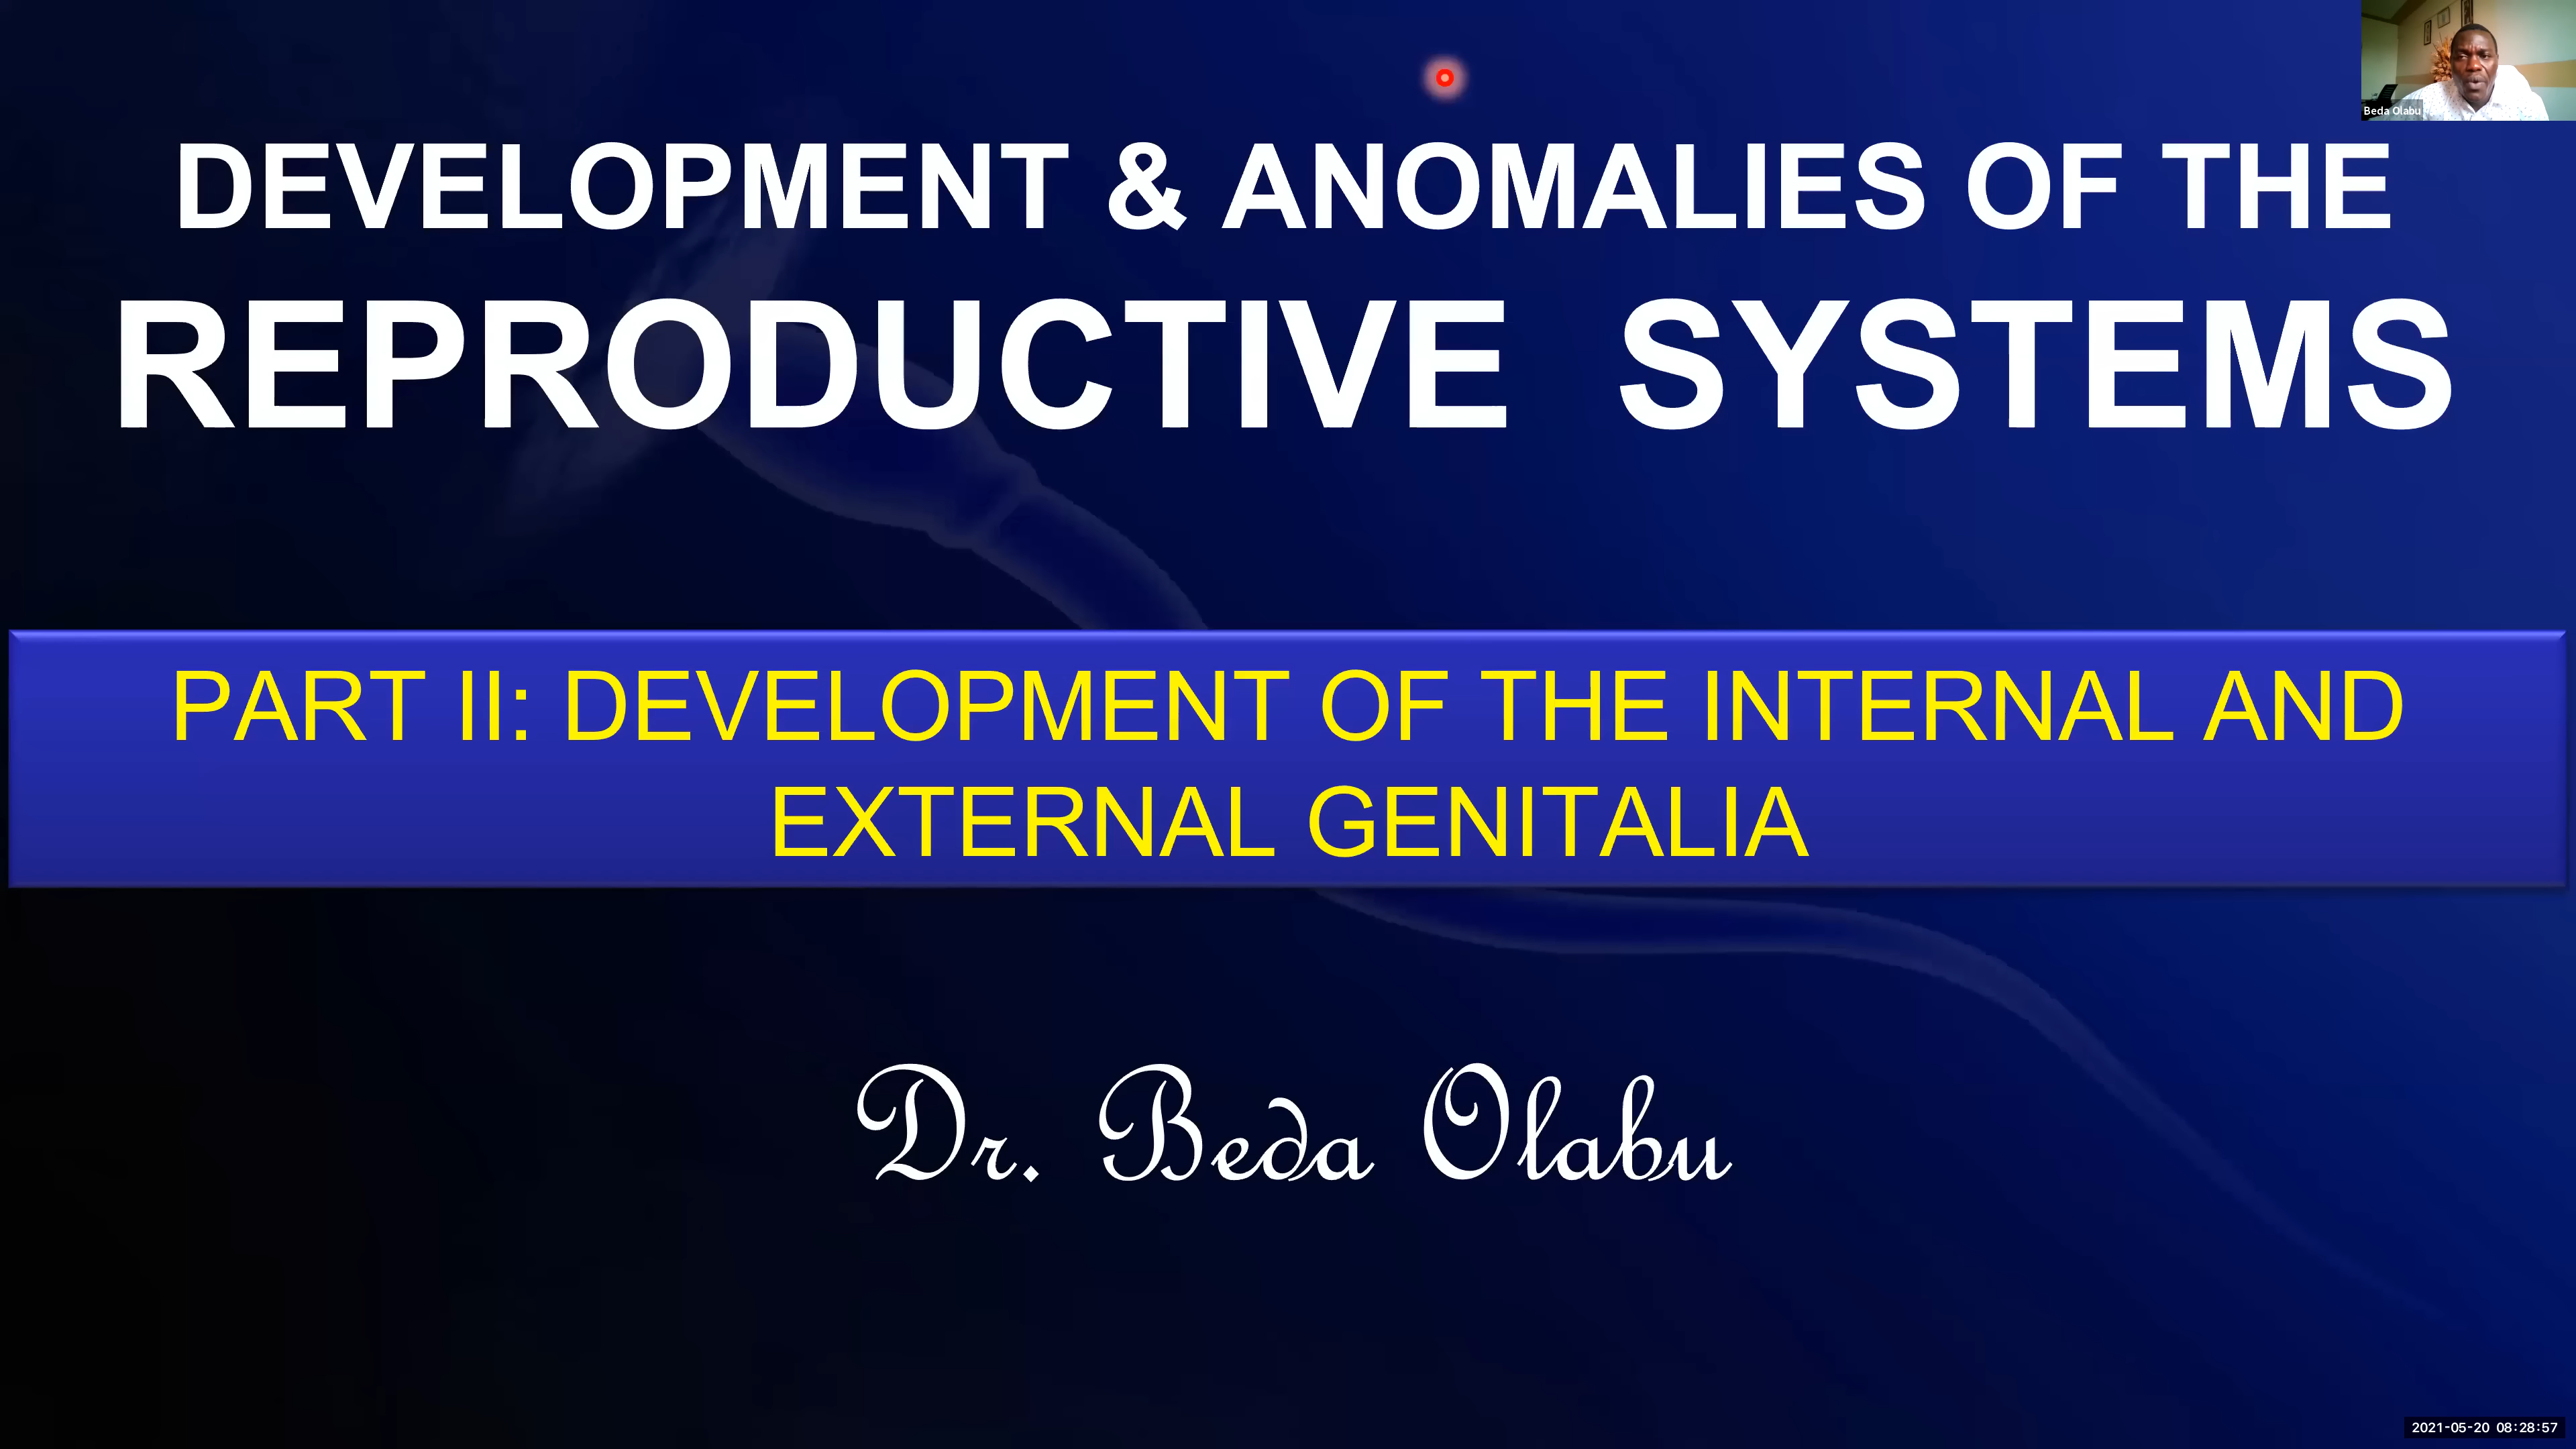 Beda Olabu
DEVELOPMENT & ANOMALIES OF THE
REPRODUCTIVE SYSTEMS
PART II: DEVELOPMENT OF THE INTERNAL AND
EXTERNAL GENITALIA
Dr. Beda Olabu
2021-05-20 08:28:57